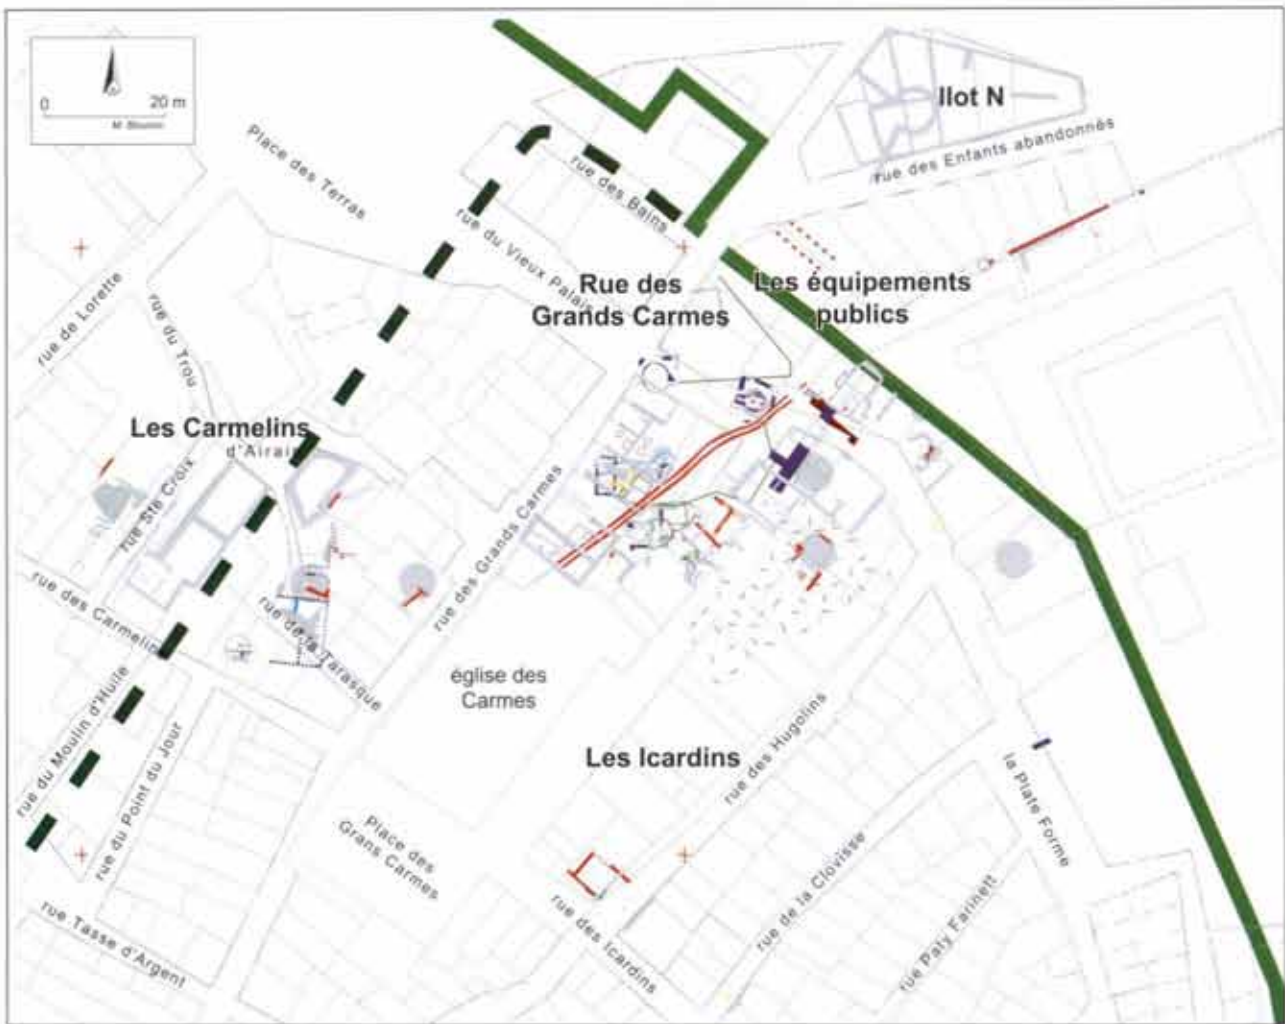 0 20 m
Ilot N
rue des Enfants abandonnés
Place des Terras
rue des Bains
rue du Vieux Palais
Rue des
Grands Carmes
Les équipements
publics
rue de Lorette
rue du Trou
Les Carmelins
d'Airain
rue Ste Croix
rue des Grands Carmes
rue des Carmelin
rue de la Tarasque
église des
Carmes
rue du Moulin d'Huile
rue du Point du Jour
Les Icardins
rue des Hugolins
la Plate Forme
Place des
Grans Carmes
rue de la Clovisse
rue Paly Farinett
rue des Icardins
rue Tasse d'Argent